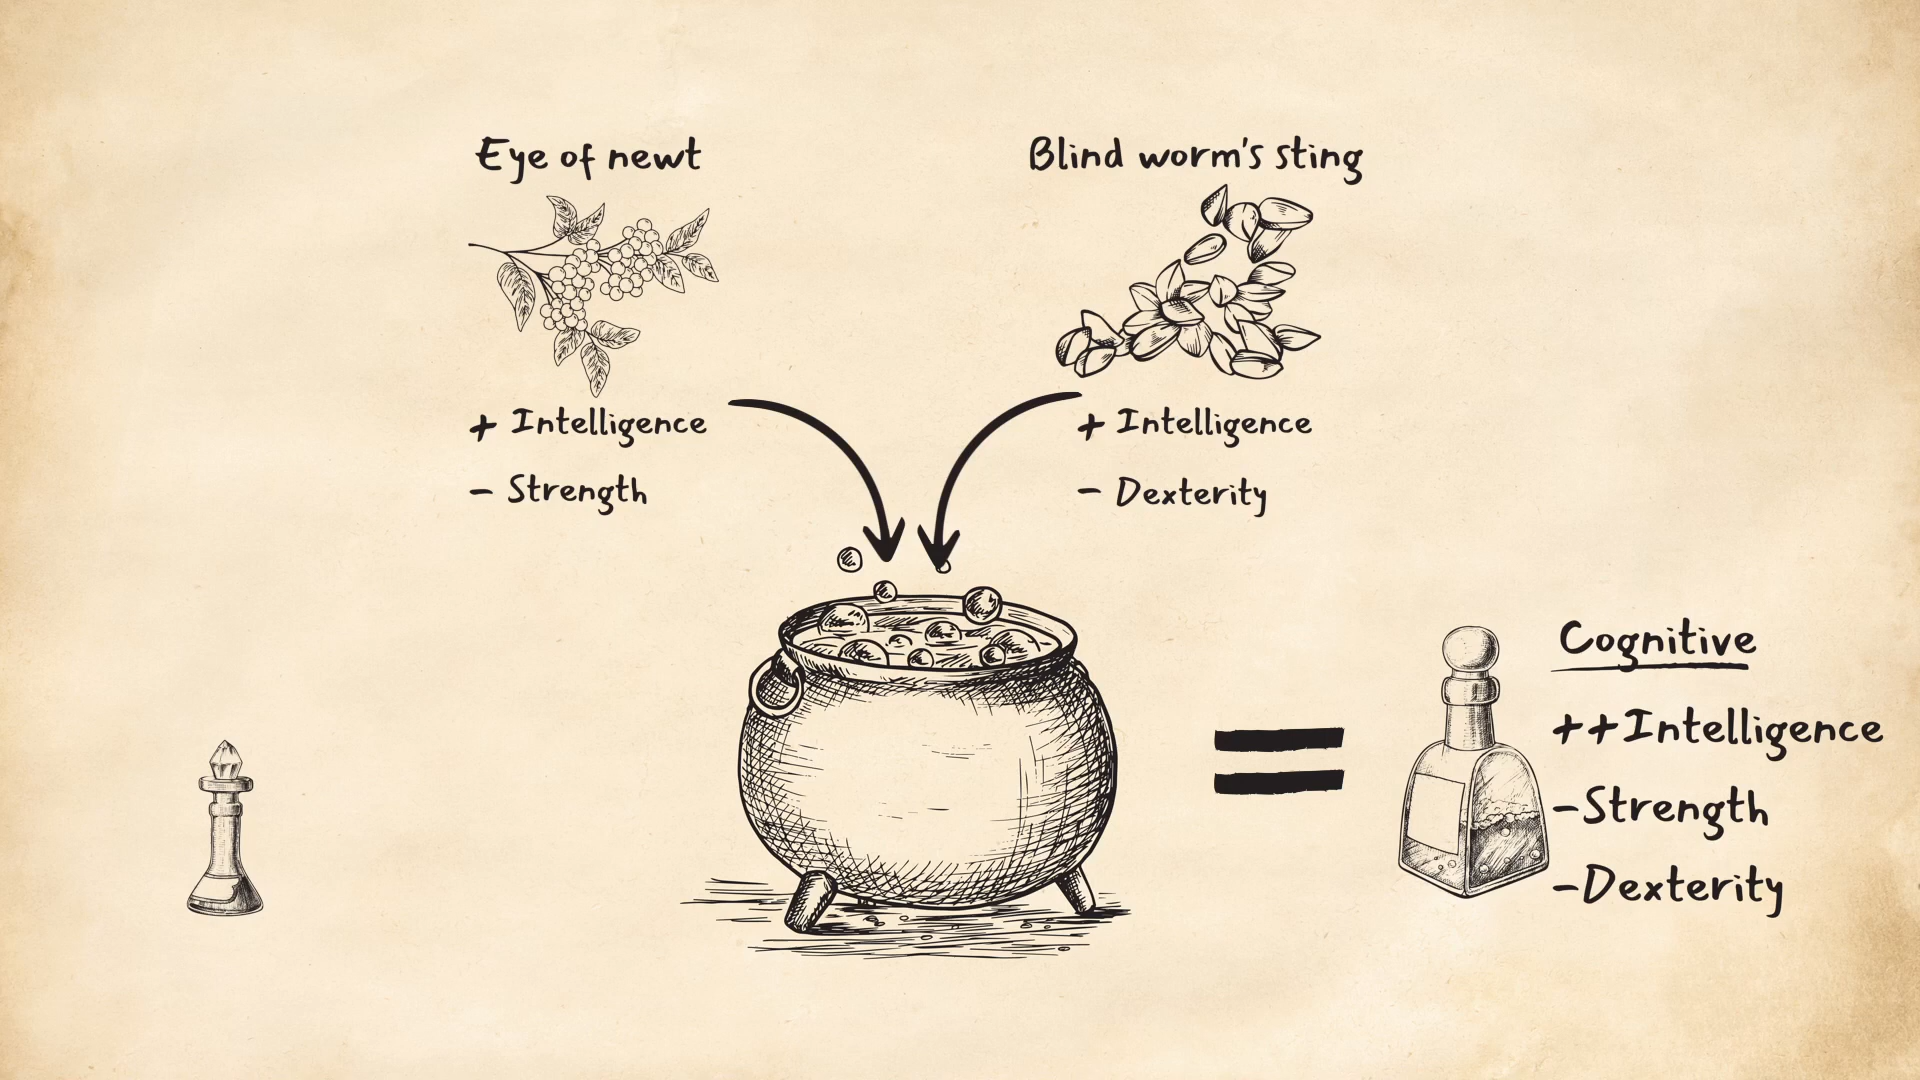 Eye of newt
Blind worm's sting
+ Intelligence
- Strength
+ Intelligence
- Dexterity
Cognitive
++Intelligence
-Strength
-Dexterity